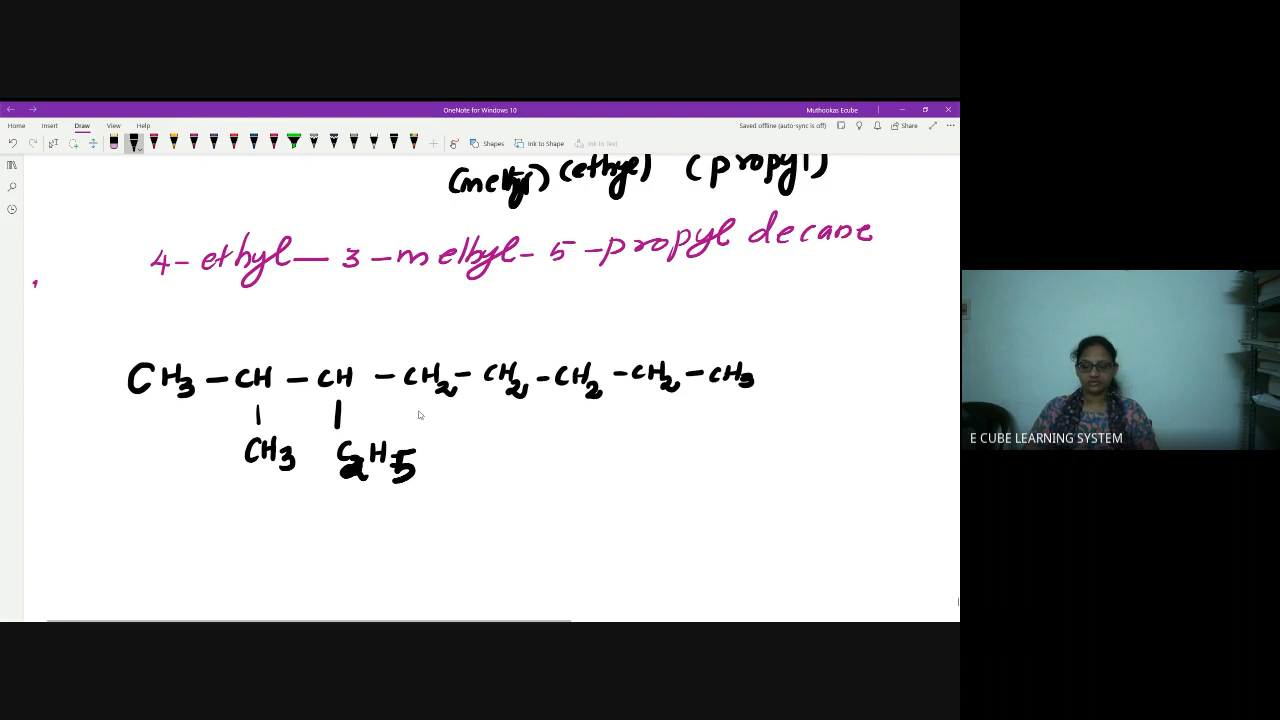 OneNote for Windows 10
Muthookas Ecube
Home Insert Draw View Help
Saved offline (auto-sync is off)
Share
Shapes Ink to Shape Ink to Text
(methyl) (ethyl) (propyl)
4- ethyl — 3 -methyl- 5 -propyl decane
CH3 — CH — CH — CH2 — CH2 - CH2 - CH2 — CH3
CH3 C2H5
E CUBE LEARNING SYSTEM